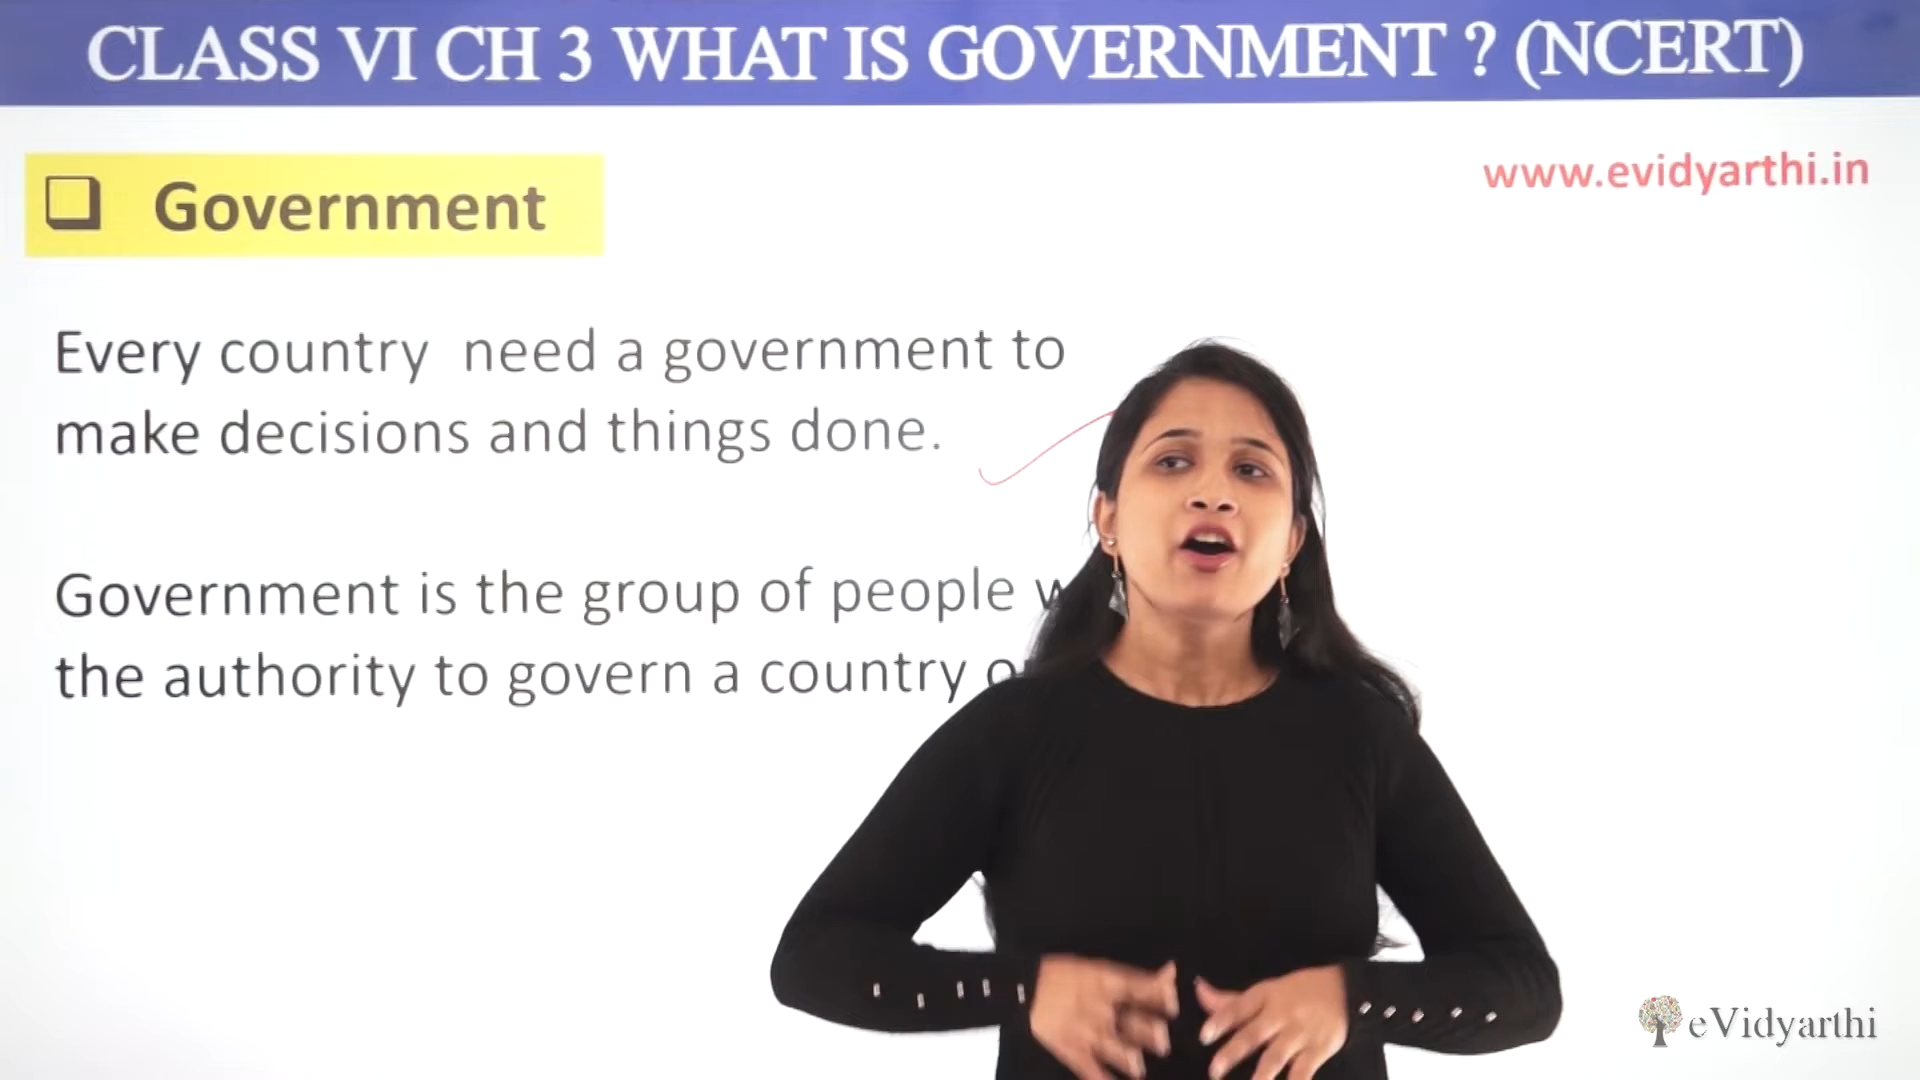 CLASS VI CH 3 WHAT IS GOVERNMENT ? (NCERT)
www.evidyarthi.in
Government
Every country need a government to
make decisions and things done.
Government is the group of people
the authority to govern a country
eVidyarthi